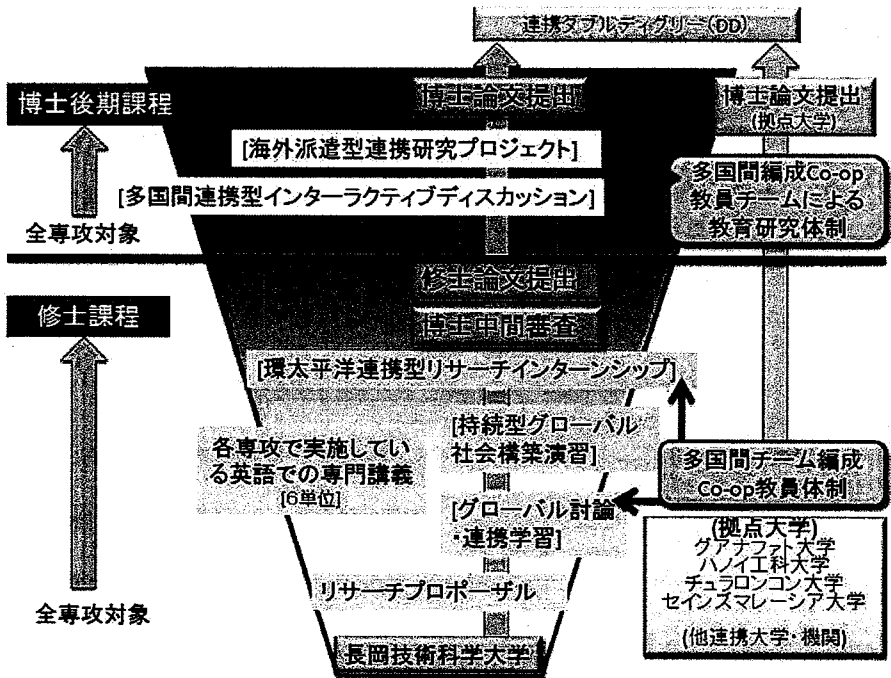 連携ダブルディグリー(DD)
博士後期課程
博士論文提出
博士論文提出
(拠点大学)
[海外派遣型連携研究プロジェクト]
[多国間連携型インターラクティブディスカッション]
多国間編成Co-op
教員チームによる
教育研究体制
全専攻対象
修士論文提出
修士課程
博士中間審査
[環太平洋連携型リサーチインターンシップ]
[持続型グローバル
社会構築演習]
各専攻で実施してい
る英語での専門講義
[6単位]
多国間チーム編成
Co-op教員体制
[グローバル討論
・連携学習]
(拠点大学)
グアナファト大学
ハノイ工科大学
チュラロンコン大学
セインズマレーシア大学
(他連携大学・機関)
リサーチプロポーザル
全専攻対象
長岡技術科学大学